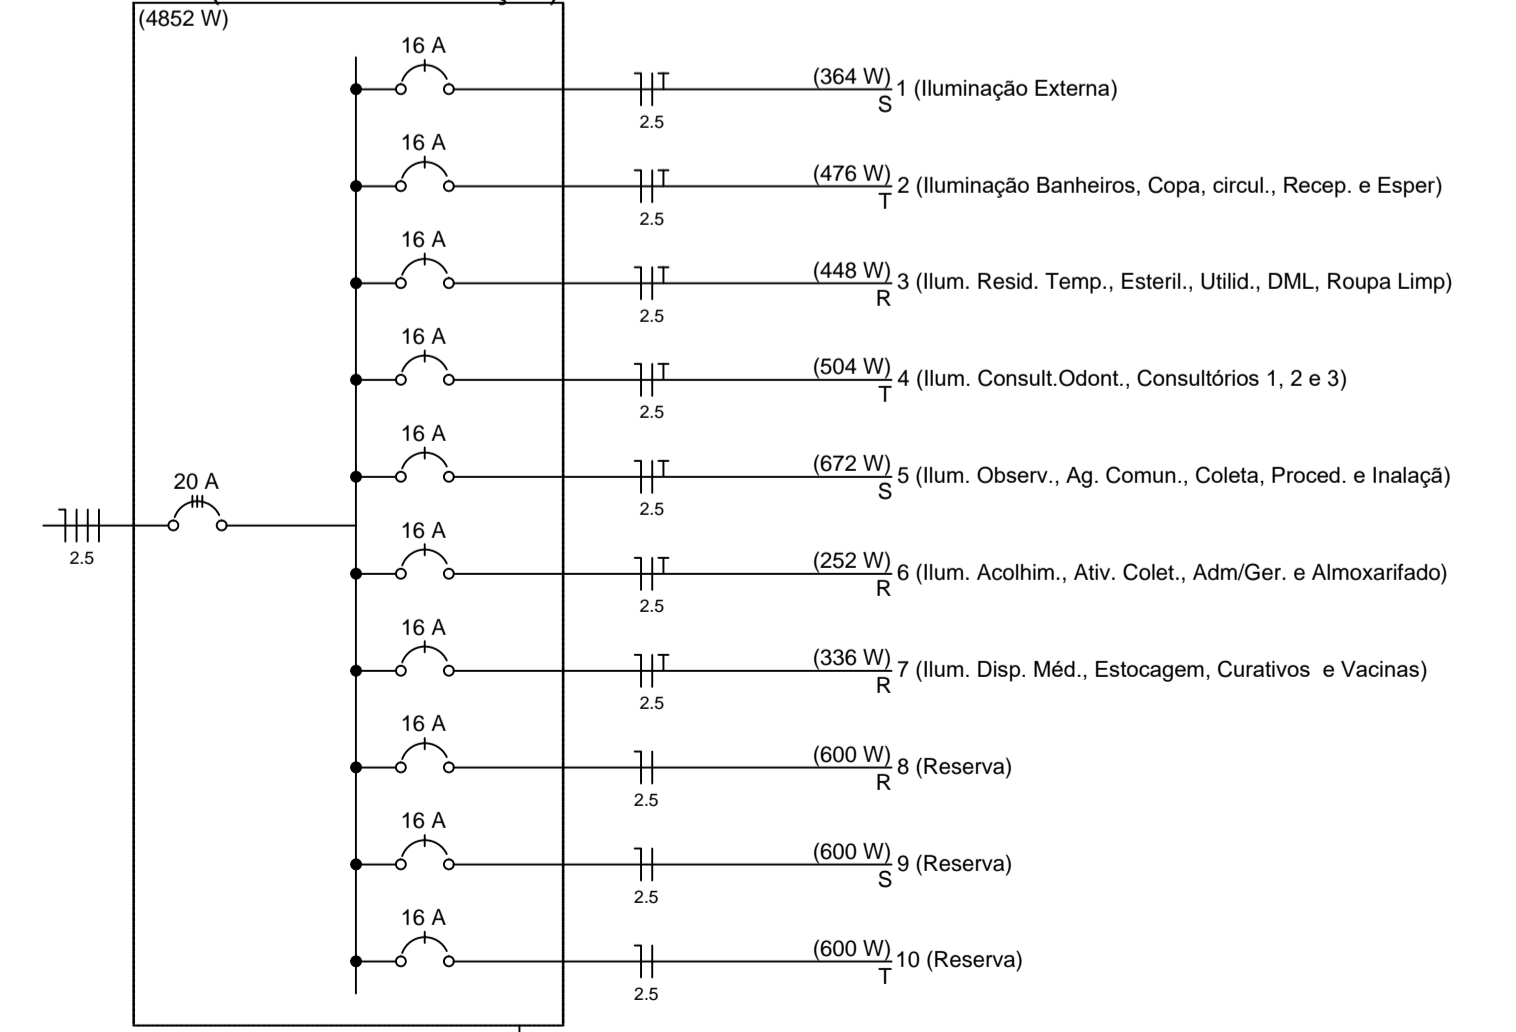 (4852 W)
16 A
(364 W) 1 (Iluminação Externa)
S
2.5
16 A
(476 W) 2 (Iluminação Banheiros, Copa, circul., Recep. e Esper)
T
2.5
16 A
(448 W) 3 (Ilum. Resid. Temp., Esteril., Utilid., DML, Roupa Limp)
R
2.5
16 A
(504 W) 4 (Ilum. Consult.Odont., Consultórios 1, 2 e 3)
T
2.5
16 A
(672 W) 5 (Ilum. Observ., Ag. Comun., Coleta, Proced. e Inalaçã)
S
2.5
20 A
2.5
16 A
(252 W) 6 (Ilum. Acolhim., Ativ. Colet., Adm/Ger. e Almoxarifado)
R
2.5
16 A
(336 W) 7 (Ilum. Disp. Méd., Estocagem, Curativos  e Vacinas)
R
2.5
16 A
(600 W) 8 (Reserva)
R
2.5
16 A
(600 W) 9 (Reserva)
S
2.5
16 A
(600 W) 10 (Reserva)
T
2.5